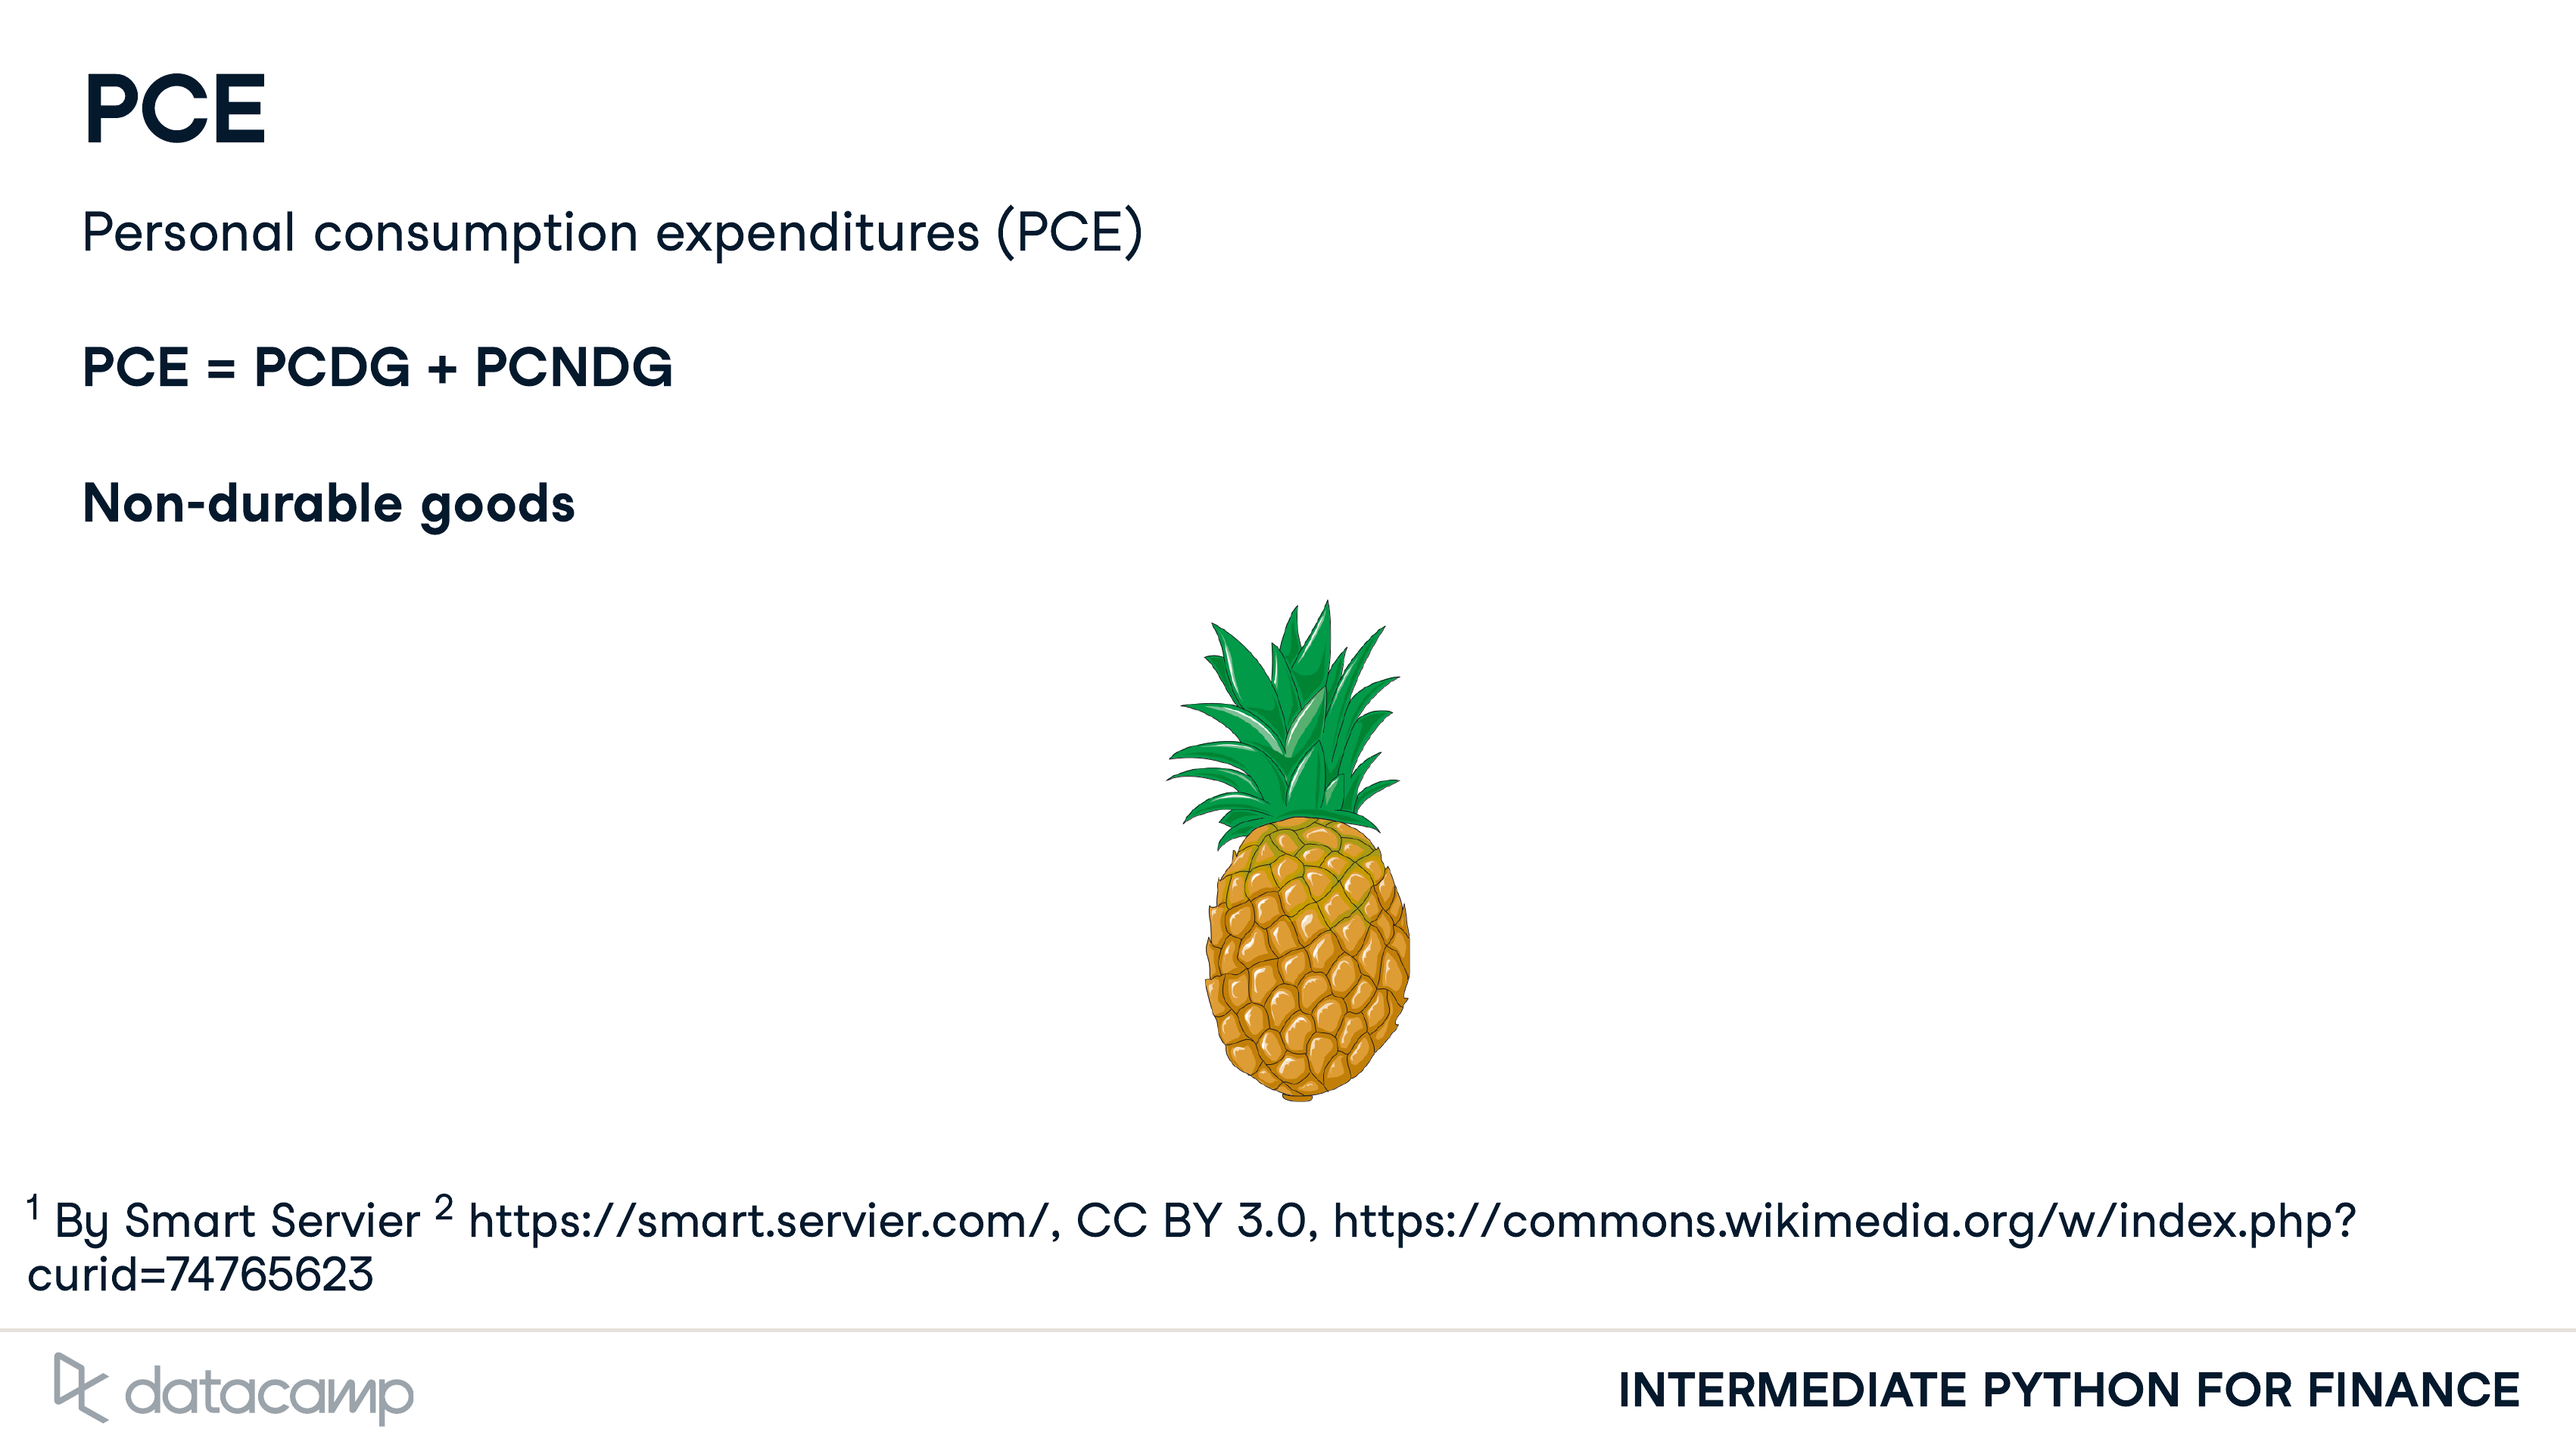 PCE
Personal consumption expenditures (PCE)
PCE = PCDG + PCNDG
Non-durable goods
1 By Smart Servier 2 https://smart.servier.com/, CC BY 3.0, https://commons.wikimedia.org/w/index.php?
curid=74765623
datacamp
INTERMEDIATE PYTHON FOR FINANCE